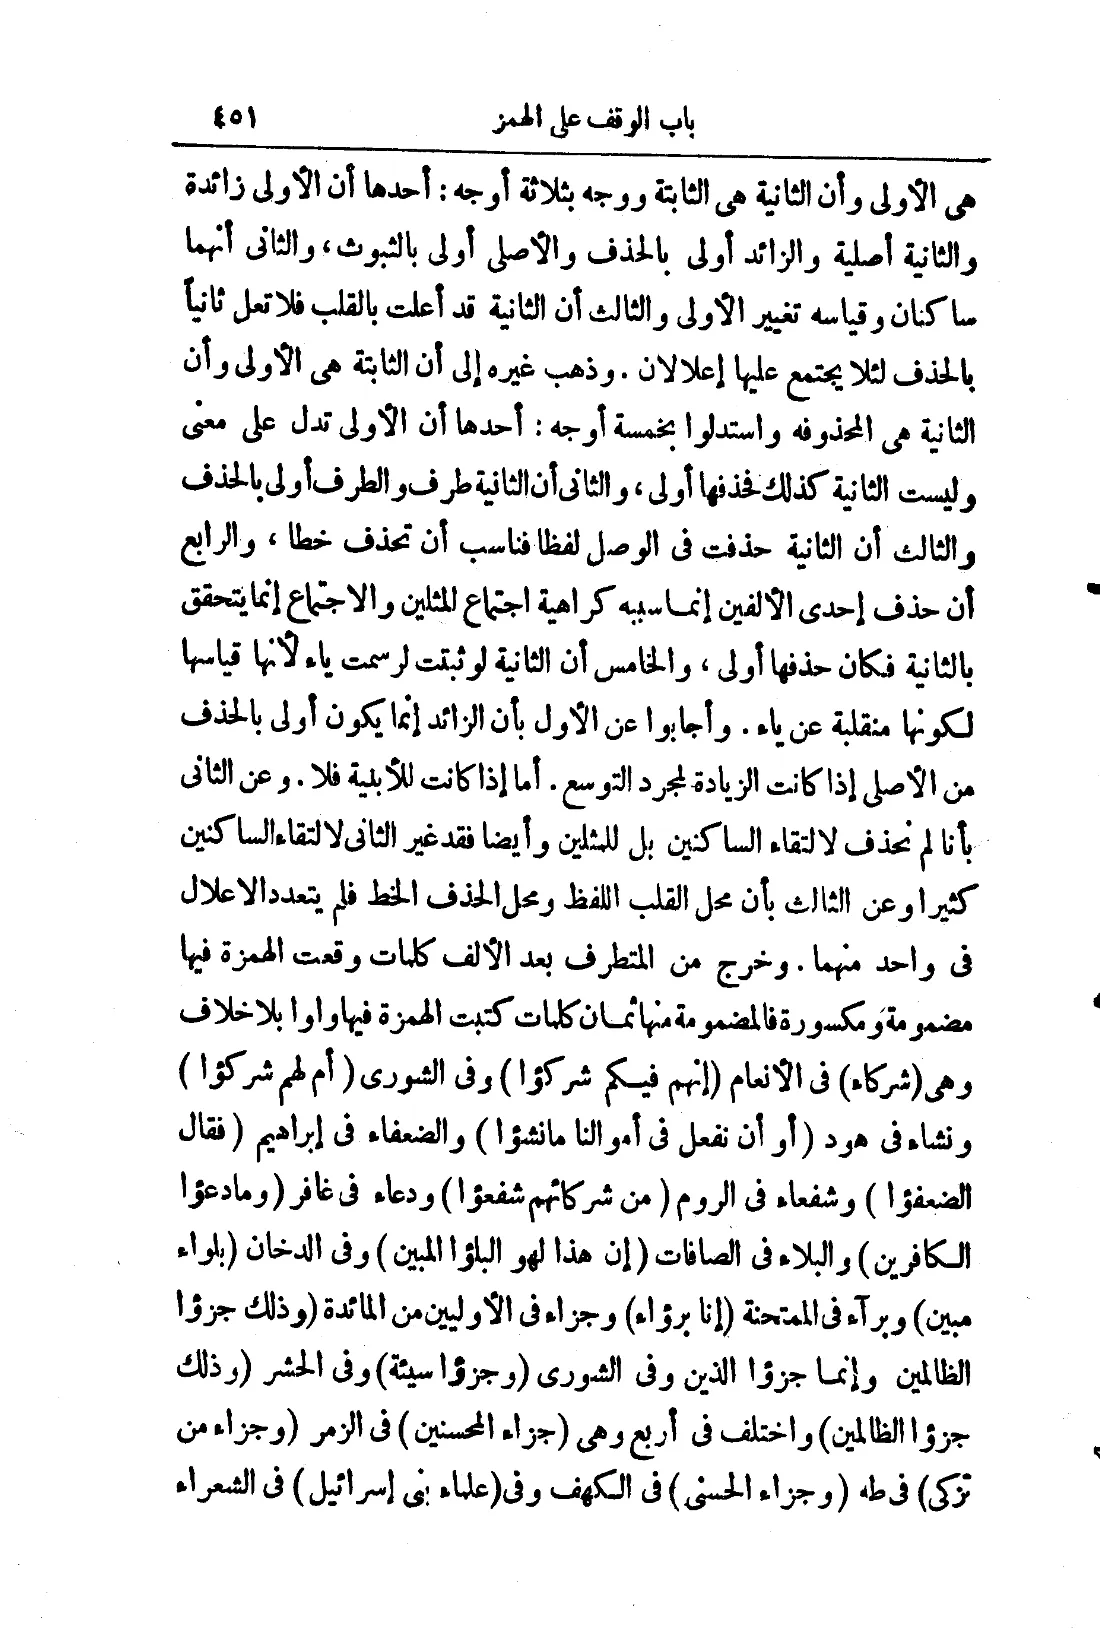 باب الوقف على الهمز ٤٥١
هى الأولى وأن الثانية هى الثابتة ووجه بثلاثة أوجه : أحدها أن الأولى زائدة
والثانية أصلية والزائد أولى بالحذف والأصلى أولى بالثبوت ، والثانى أنهما
ساكنان وقياسه تغيير الأولى والثالث أن الثانية قد أعلت بالقلب فلا تعل ثانياً
بالحذف لئلا يجتمع عليها إعلالان . وذهب غيره إلى أن الثابتة هى الأولى وأن
الثانية هى المحذوفه واستدلوا بخمسة أوجه : أحدها أن الأولى تدل على معنى
وليست الثانية كذلك فحذفها أولى ، والثانى أن الثانية طرف والطرف أولى بالحذف
والثالث أن الثانية حذفت فى الوصل لفظا فناسب أن تحذف خطا ، والرابع
أن حذف إحدى الألفين إنما سببه كراهية اجتماع المثلين والاجتماع إنما يتحقق
بالثانية فكان حذفها أولى ، والخامس أن الثانية لو ثبتت لرسمت ياء لأنها قياسها
لكونها منقلبة عن ياء . وأجابوا عن الأول بأن الزائد إنما يكون أولى بالحذف
من الأصلى إذا كانت الزيادة لمجرد التوسع . أما إذا كانت للأبنية فلا . وعن الثانى
بأنا لم نحذف لالتقاء الساكنين بل للمثلين وأيضا فقد غير الثانى لالتقاء الساكنين
كثيرا وعن الثالث بأن محل القلب اللفظ ومحل الحذف الخط فلم يتعدد الاعلال
فى واحد منهما . وخرج من المتطرف بعد الألف كلمات وقعت الهمزة فيها
مضمومة ومكسورة فالمضمومة منها ثمان كلمات كتبت الهمزة فيها واوا بلا خلاف
وهى (شركاء) فى الأنعام (إنهم فيكم شركؤا) وفى الشورى (أم لهم شركؤا)
ونشاء فى هود (أو أن نفعل فى أموالنا مانشؤا) والضعفاء فى إبراهيم (فقال
الضعفؤا) وشفعاء فى الروم (من شركائهم شفعؤا) ودعاء فى غافر (ومادعؤا
الكافرين) والبلاء فى الصافات (إن هذا لهو البلؤا المبين) وفى الدخان (بلواء
مبين) وبرآء فى الممتحنة (إنا برؤاء) وجزاء فى الأوليين من المائدة (وذلك جزؤا
الظالمين وإنما جزؤا الذين وفى الشورى (وجزؤا سيئة) وفى الحشر (وذلك
جزؤا الظالمين) واختلف فى أربع وهى (جزاء المحسنين) فى الزمر (وجزاء من
تزكى) فى طه (وجزاء الحسنى) فى الكهف وفى (علماء بنى إسرائيل) فى الشعراء